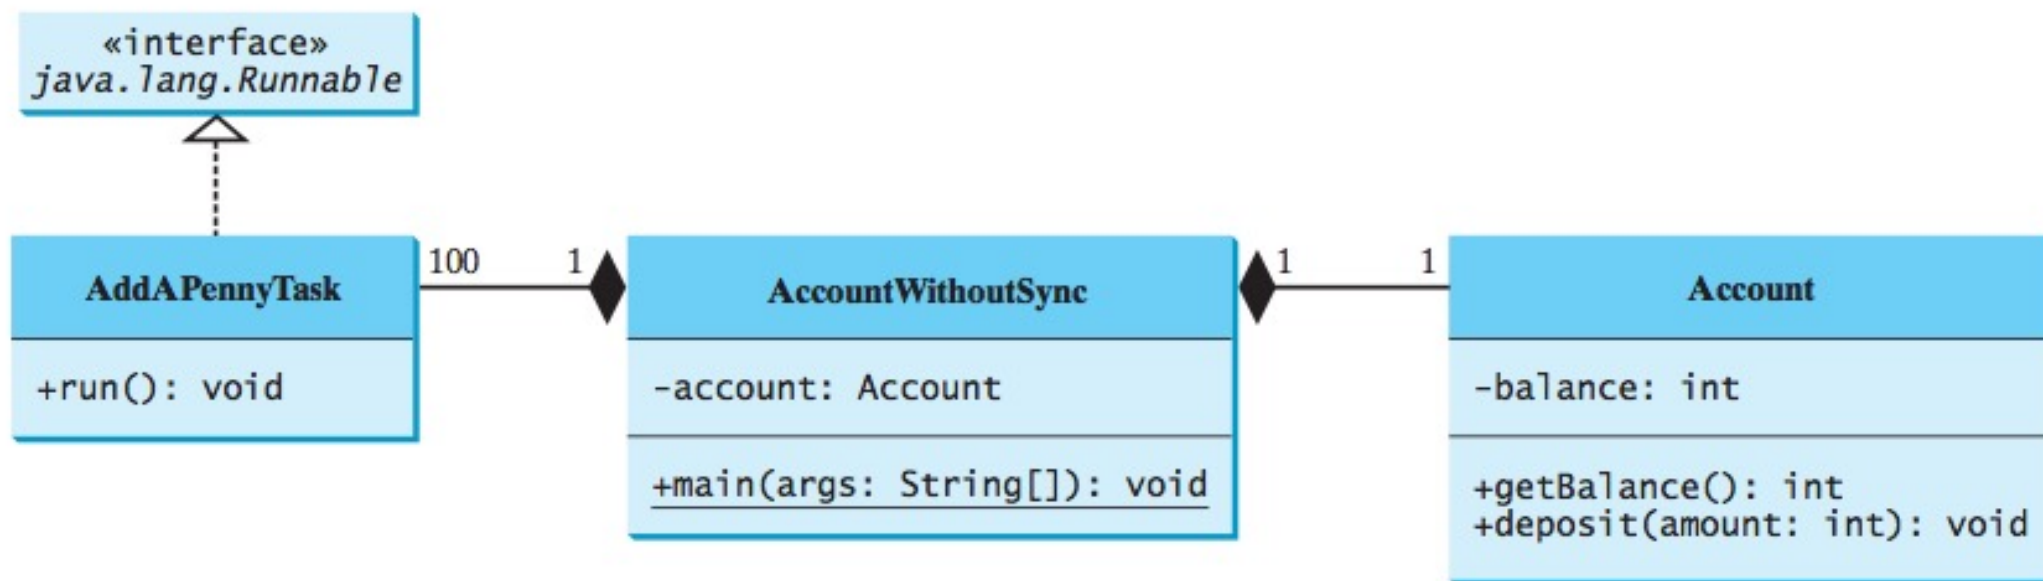 «interface»
java.lang.Runnable
AddAPennyTask
+run(): void
100
1
AccountWithoutSync
-account: Account
+main(args: String[]): void
1
1
Account
-balance: int
+getBalance(): int
+deposit(amount: int): void